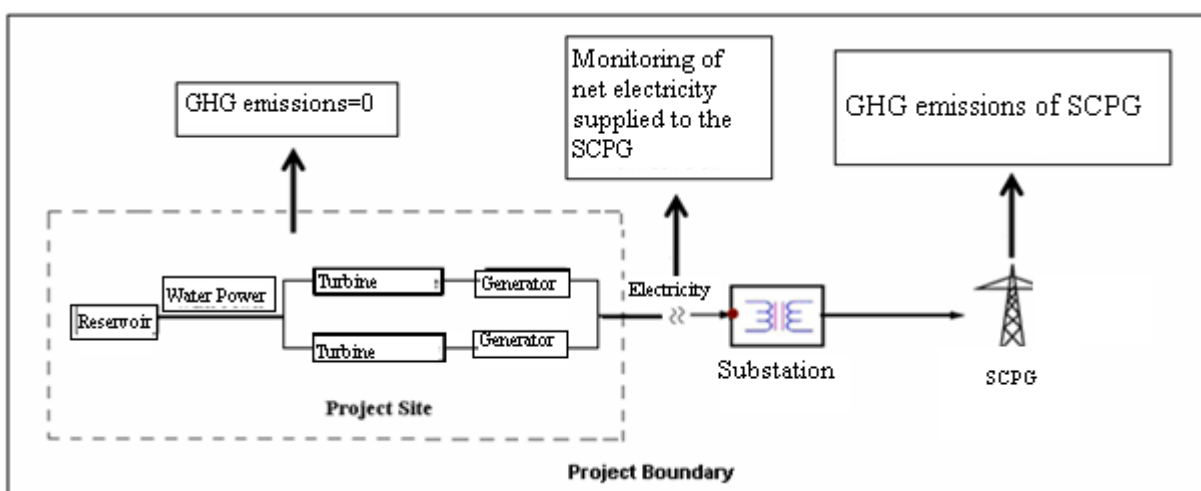 GHG emissions=0
Monitoring of
net electricity
supplied to the
SCPG
GHG emissions of SCPG
Reservoir
Water Power
Turbine
Generator
Turbine
Generator
Electricity
Substation
SCPG
Project Site
Project Boundary